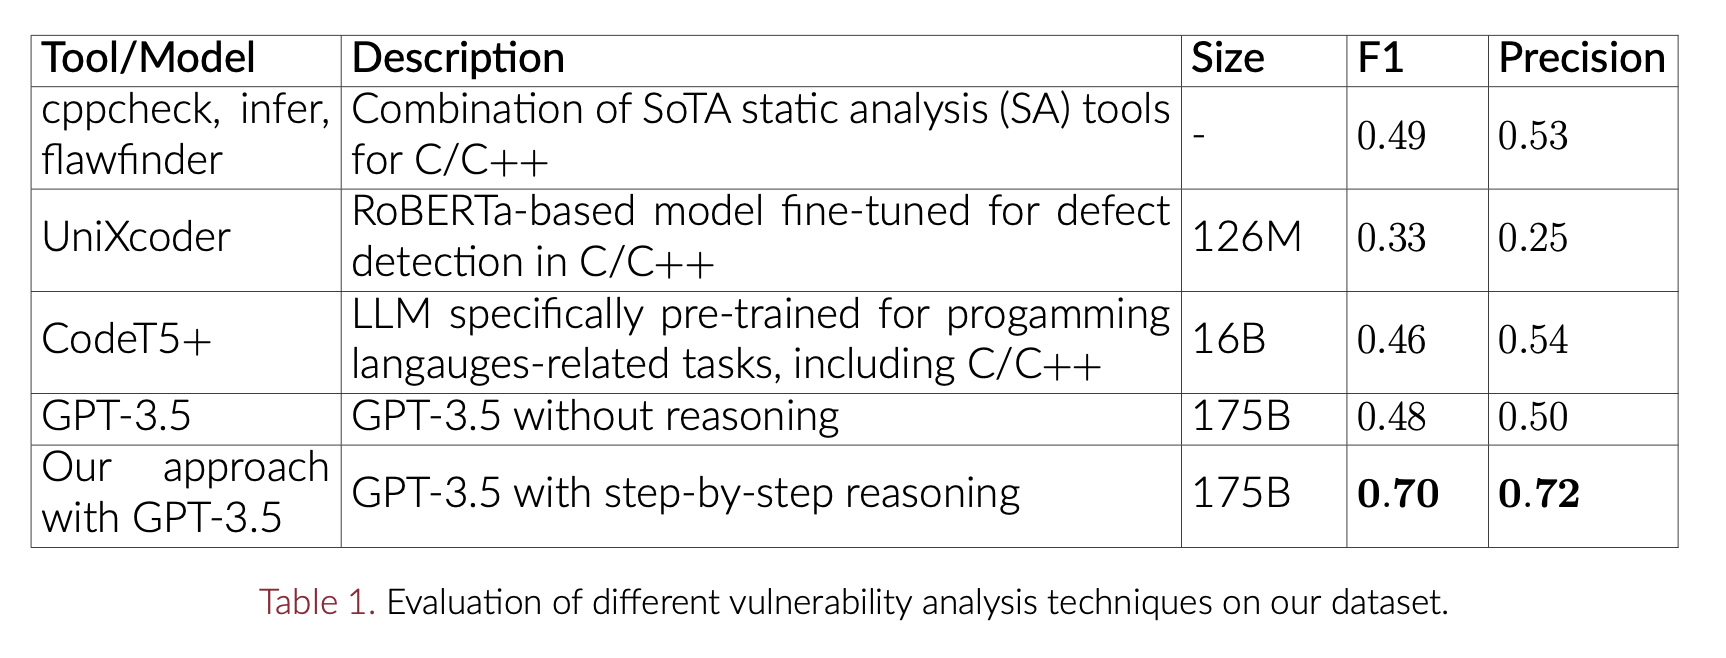 Tool/Model Description Size F1 Precision
cppcheck, infer, flawfinder Combination of SoTA static analysis (SA) tools for C/C++ - 0.49 0.53
UniXcoder RoBERTa-based model fine-tuned for defect detection in C/C++ 126M 0.33 0.25
CodeT5+ LLM specifically pre-trained for progamming langauges-related tasks, including C/C++ 16B 0.46 0.54
GPT-3.5 GPT-3.5 without reasoning 175B 0.48 0.50
Our approach with GPT-3.5 GPT-3.5 with step-by-step reasoning 175B 0.70 0.72
Table 1. Evaluation of different vulnerability analysis techniques on our dataset.